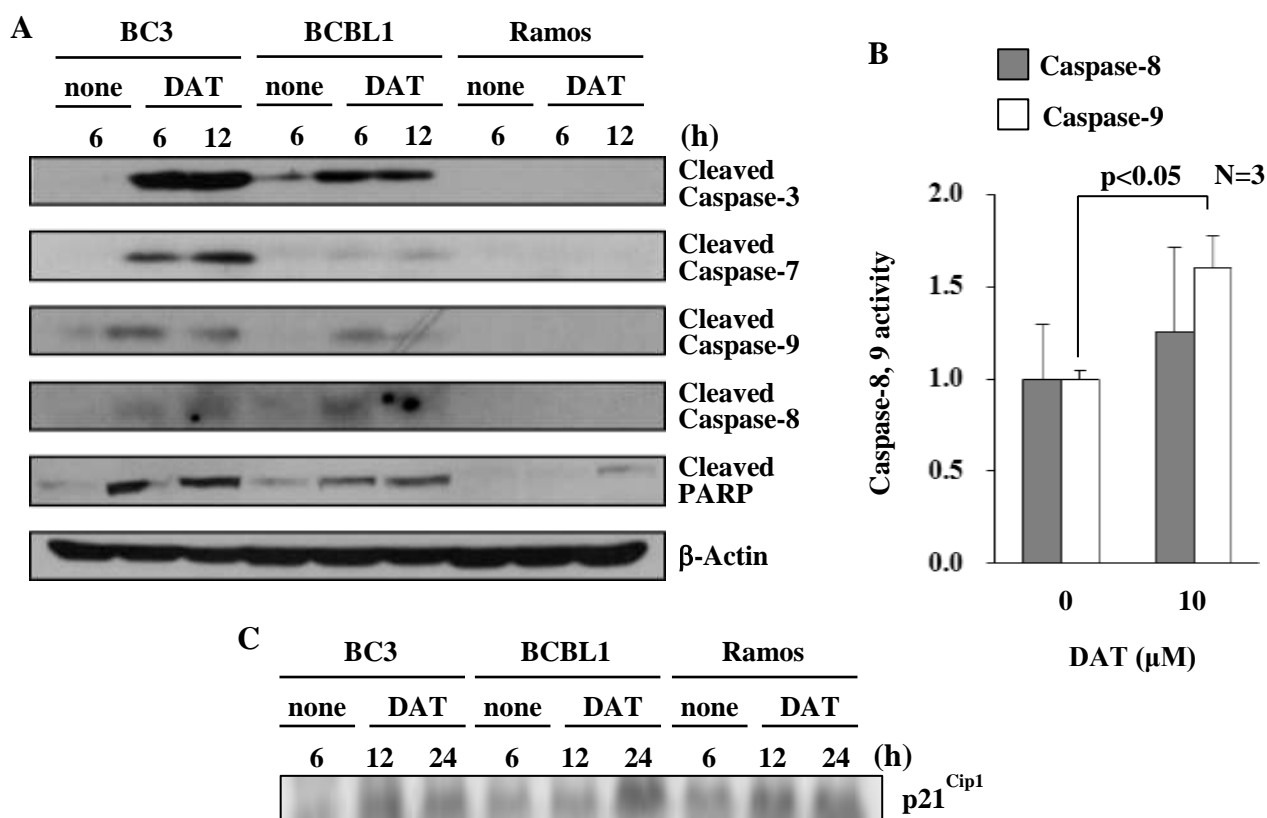 A
BC3 BCBL1 Ramos
none DAT none DAT none DAT
6 6 12 6 6 12 6 6 12 (h)
Cleaved
Caspase-3
Cleaved
Caspase-7
Cleaved
Caspase-9
Cleaved
Caspase-8
Cleaved
PARP
β-Actin
B
Caspase-8
Caspase-9
p<0.05 N=3
2.0
1.5
1.0
0.5
0.0
Caspase-8, 9 activity
0 10
DAT (μM)
C
BC3 BCBL1 Ramos
none DAT none DAT none DAT
6 12 24 6 12 24 6 12 24 (h)
p21Cip1